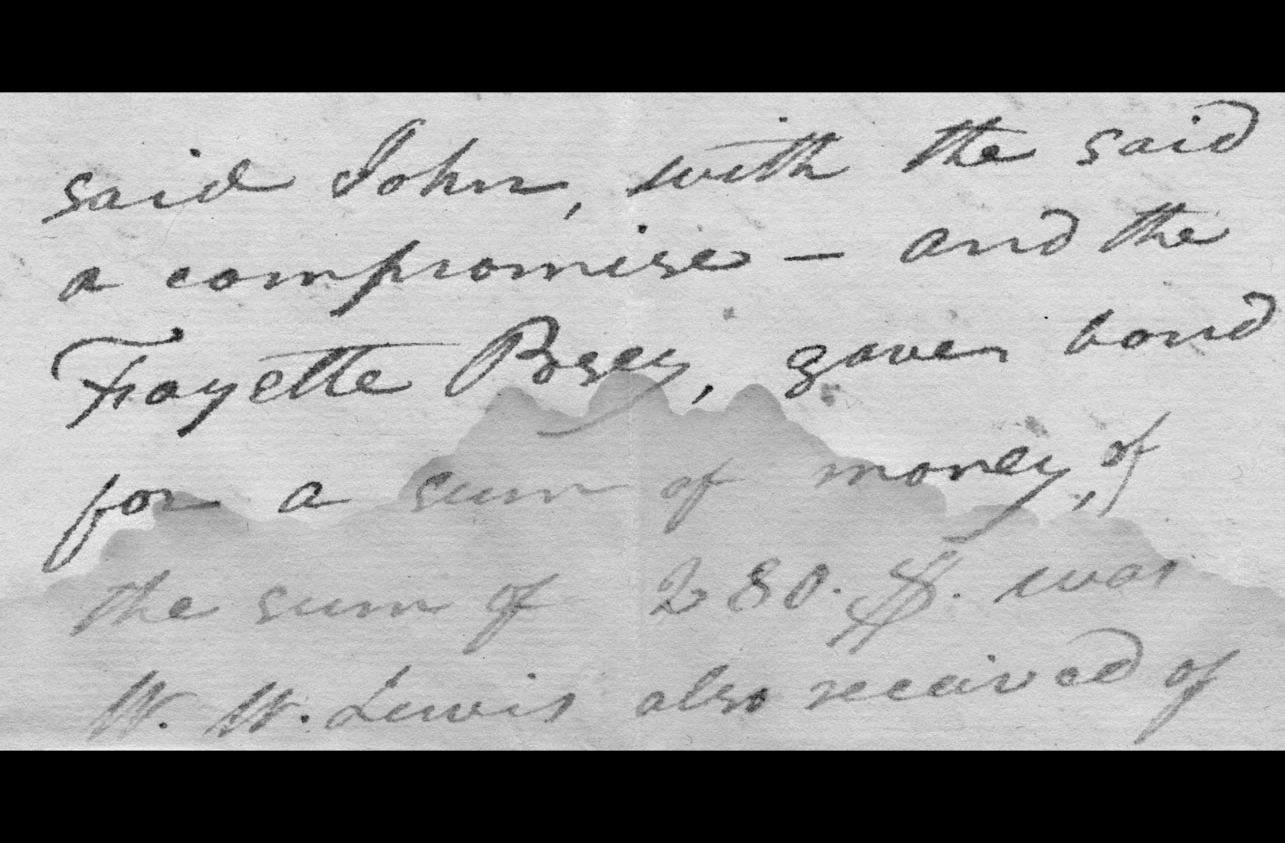 said John, with the said
a compromise — and the
Fayette Posey, gave bond
for a sum of money, of
the sum of 280. $. was
W. W. Lewis also received of